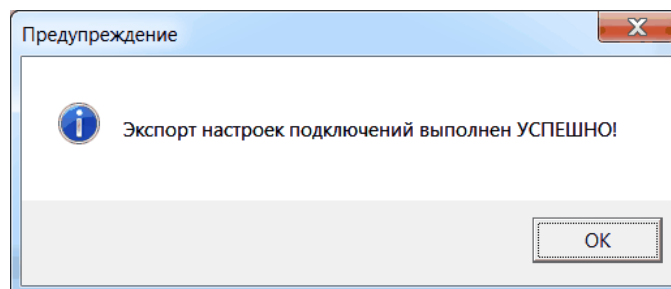 Предупреждение
Экспорт настроек подключений выполнен УСПЕШНО!
OK